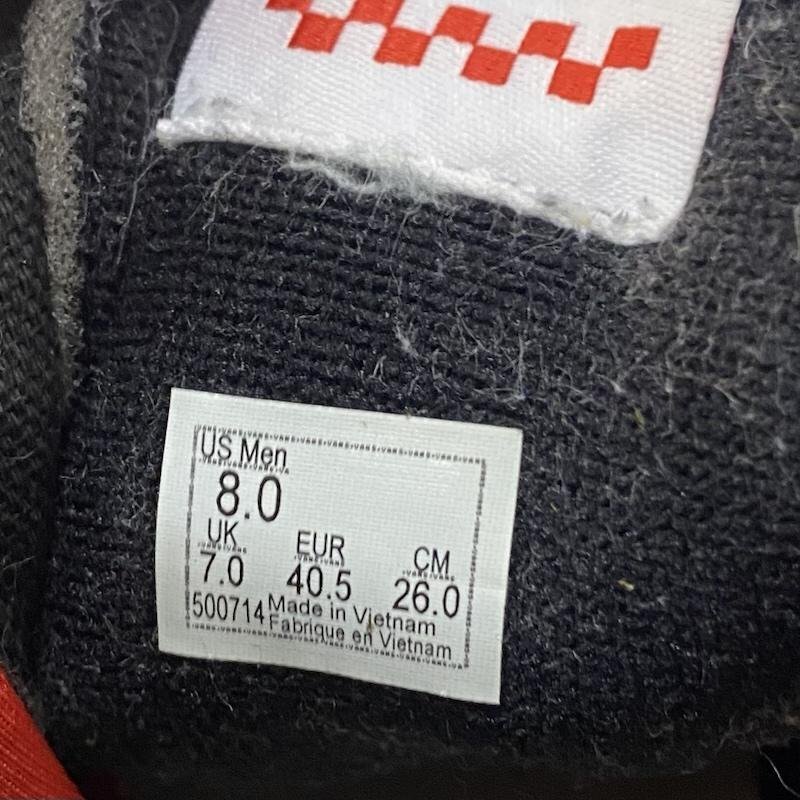 US Men
8.0
UK EUR CM
7.0 40.5 26.0
500714 Made in Vietnam
Fabrique en Vietnam